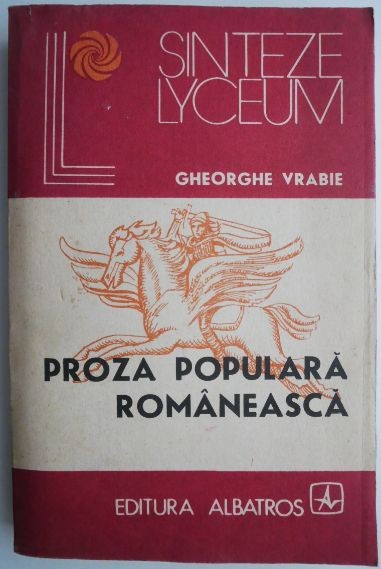 SINTEZE
LYCEUM
GHEORGHE VRABIE
PROZA POPULARĂ
ROMÂNEASCĂ
EDITURA ALBATROS